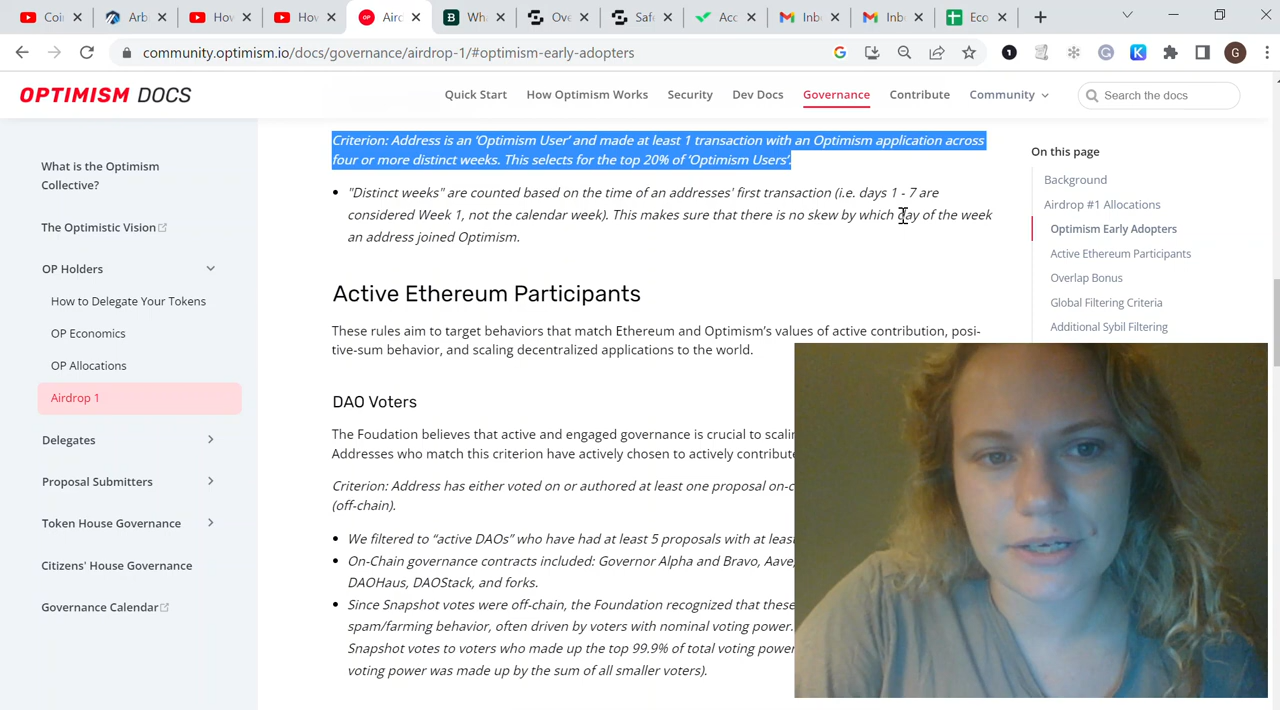 Coi
Arb
How
How
Airc
Wha
Ove
Safe
Acc
Inb
Inb
Eco
community.optimism.io/docs/governance/airdrop-1/#optimism-early-adopters
G
OPTIMISM DOCS
Quick Start
How Optimism Works
Security
Dev Docs
Governance
Contribute
Community
Search the docs
What is the Optimism
Collective?
The Optimistic Vision
OP Holders
How to Delegate Your Tokens
OP Economics
OP Allocations
Airdrop 1
Delegates
Proposal Submitters
Token House Governance
Citizens' House Governance
Governance Calendar
Criterion: Address is an ‘Optimism User’ and made at least 1 transaction with an Optimism application across
four or more distinct weeks. This selects for the top 20% of ‘Optimism Users’.
• "Distinct weeks" are counted based on the time of an addresses' first transaction (i.e. days 1 - 7 are
considered Week 1, not the calendar week). This makes sure that there is no skew by which day of the week
an address joined Optimism.
Active Ethereum Participants
These rules aim to target behaviors that match Ethereum and Optimism’s values of active contribution, posi-
tive-sum behavior, and scaling decentralized applications to the world.
DAO Voters
The Foudation believes that active and engaged governance is crucial to scalin
Addresses who match this criterion have actively chosen to actively contribute
Criterion: Address has either voted on or authored at least one proposal on-c
(off-chain).
• We filtered to “active DAOs” who have had at least 5 proposals with at leas
• On-Chain governance contracts included: Governor Alpha and Bravo, Aave,
DAOHaus, DAOStack, and forks.
• Since Snapshot votes were off-chain, the Foundation recognized that these
spam/farming behavior, often driven by voters with nominal voting power.
Snapshot votes to voters who made up the top 99.9% of total voting power
voting power was made up by the sum of all smaller voters).
On this page
Background
Airdrop #1 Allocations
Optimism Early Adopters
Active Ethereum Participants
Overlap Bonus
Global Filtering Criteria
Additional Sybil Filtering